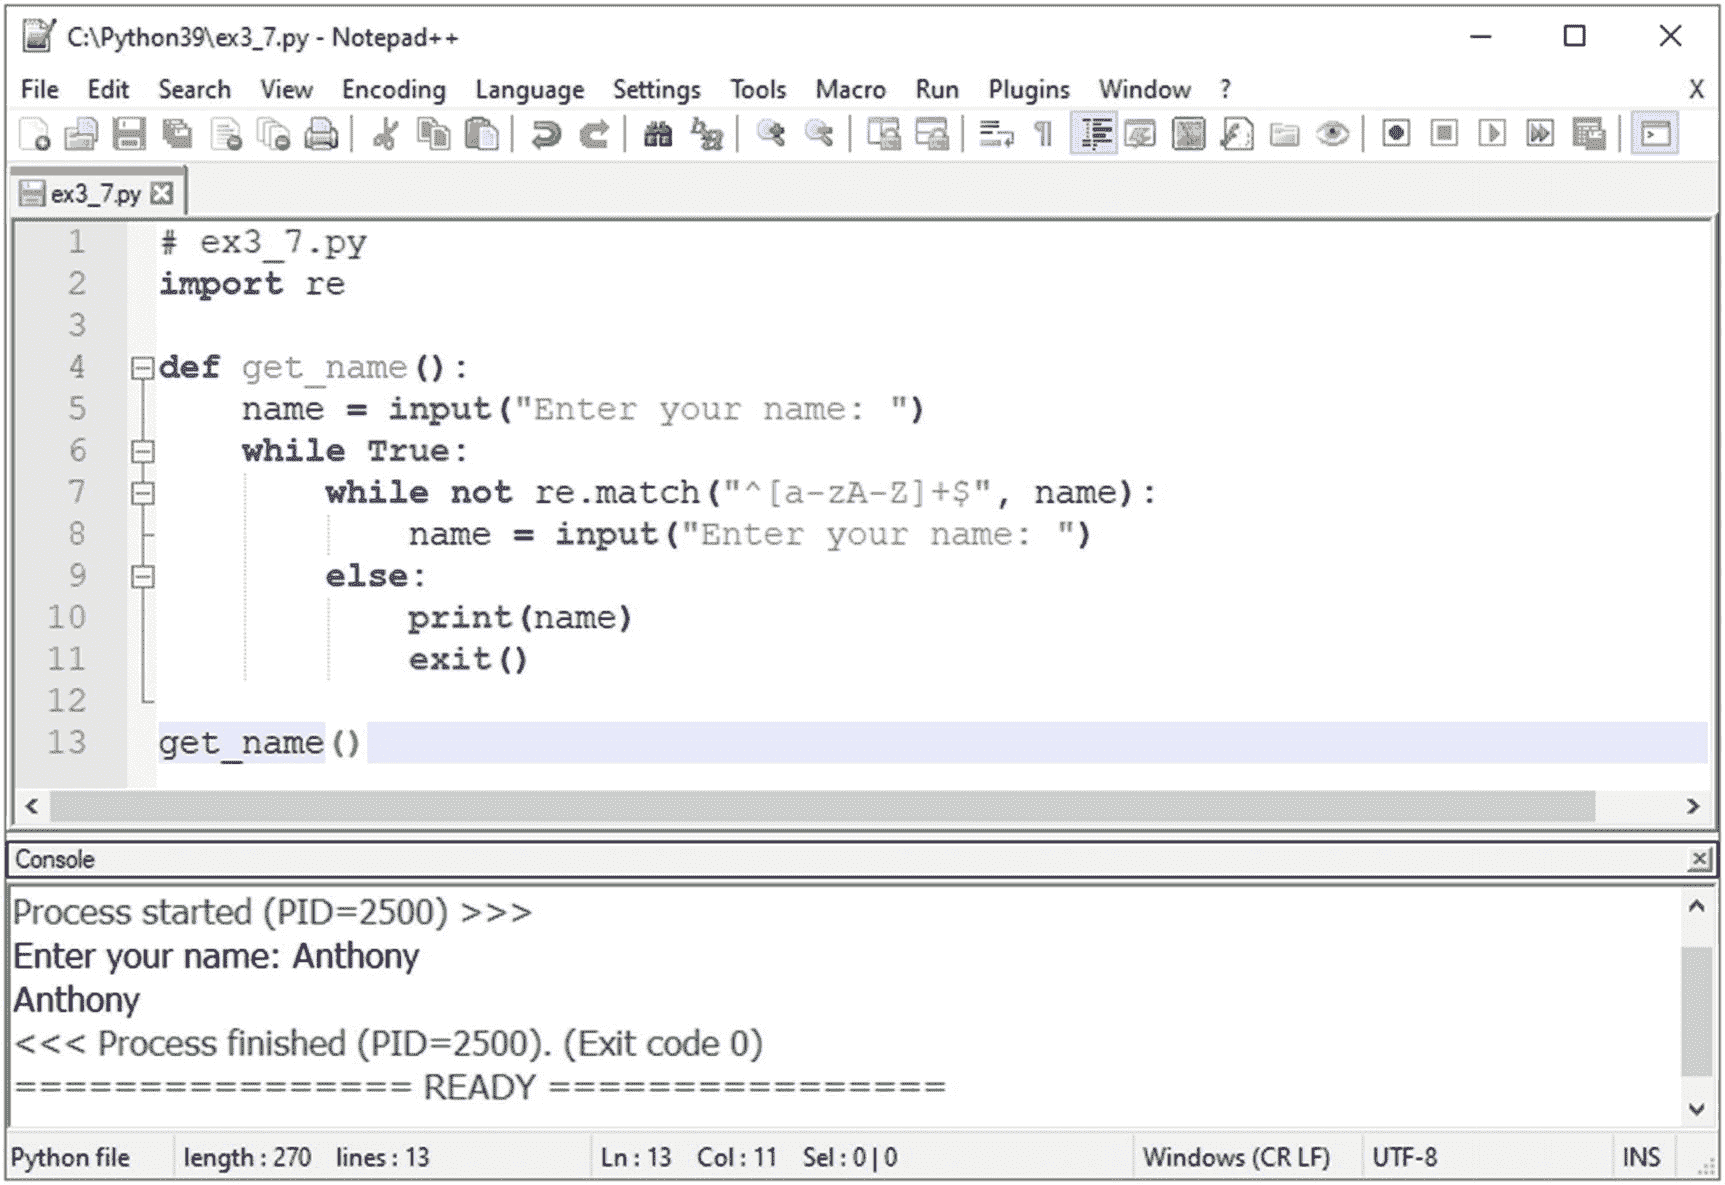 C:\Python39\ex3_7.py - Notepad++
File Edit Search View Encoding Language Settings Tools Macro Run Plugins Window ? X
ex3_7.py
1 # ex3_7.py
2 import re
3
4 def get_name():
5     name = input("Enter your name: ")
6     while True:
7         while not re.match("^[a-zA-Z]+$", name):
8             name = input("Enter your name: ")
9         else:
10             print(name)
11             exit()
12
13 get_name()
Console
Process started (PID=2500) >>>
Enter your name: Anthony
Anthony
<<< Process finished (PID=2500). (Exit code 0)
================ READY ================
Python file length : 270 lines : 13 Ln : 13 Col : 11 Sel : 0 | 0 Windows (CR LF) UTF-8 INS